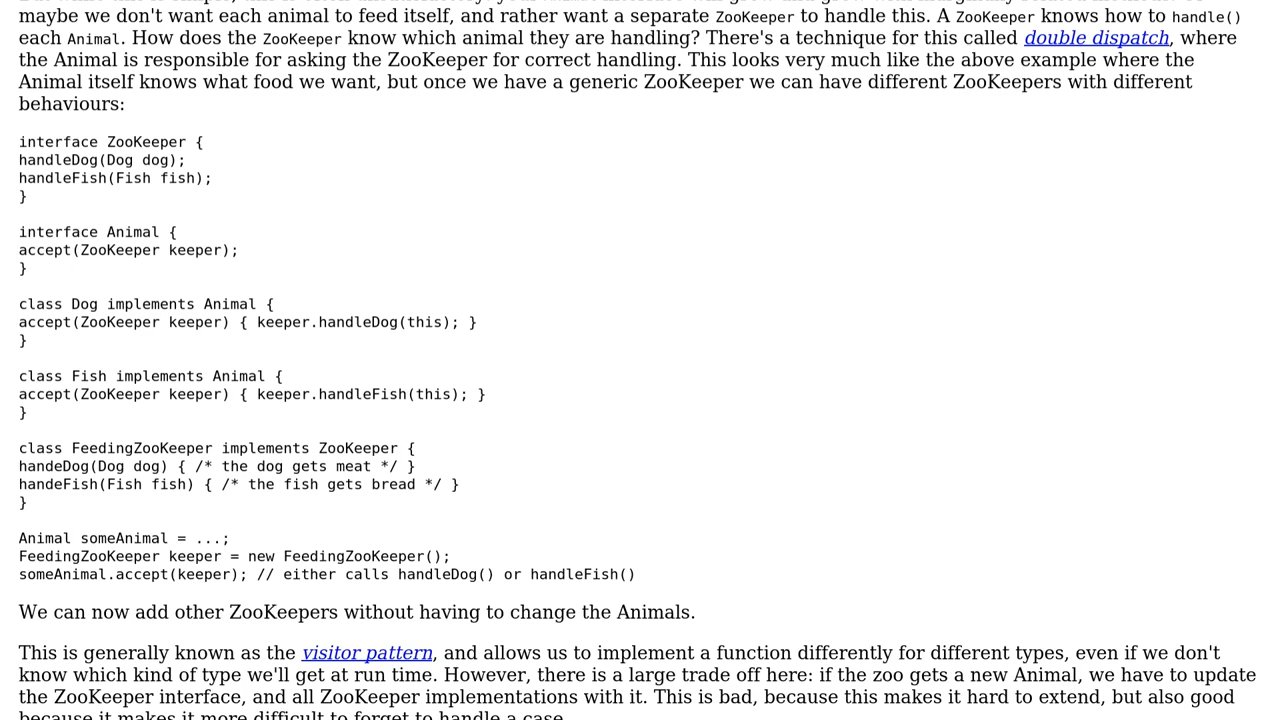 maybe we don't want each animal to feed itself, and rather want a separate ZooKeeper to handle this. A ZooKeeper knows how to handle()
each Animal. How does the ZooKeeper know which animal they are handling? There's a technique for this called double dispatch, where
the Animal is responsible for asking the ZooKeeper for correct handling. This looks very much like the above example where the
Animal itself knows what food we want, but once we have a generic ZooKeeper we can have different ZooKeepers with different
behaviours:
interface ZooKeeper {
handleDog(Dog dog);
handleFish(Fish fish);
}
interface Animal {
accept(ZooKeeper keeper);
}
class Dog implements Animal {
accept(ZooKeeper keeper) { keeper.handleDog(this); }
}
class Fish implements Animal {
accept(ZooKeeper keeper) { keeper.handleFish(this); }
}
class FeedingZooKeeper implements ZooKeeper {
handeDog(Dog dog) { /* the dog gets meat */ }
handeFish(Fish fish) { /* the fish gets bread */ }
}
Animal someAnimal = ...;
FeedingZooKeeper keeper = new FeedingZooKeeper();
someAnimal.accept(keeper); // either calls handleDog() or handleFish()
We can now add other ZooKeepers without having to change the Animals.
This is generally known as the visitor pattern, and allows us to implement a function differently for different types, even if we don't
know which kind of type we'll get at run time. However, there is a large trade off here: if the zoo gets a new Animal, we have to update
the ZooKeeper interface, and all ZooKeeper implementations with it. This is bad, because this makes it hard to extend, but also good
because it makes it more difficult to forget to handle a case.